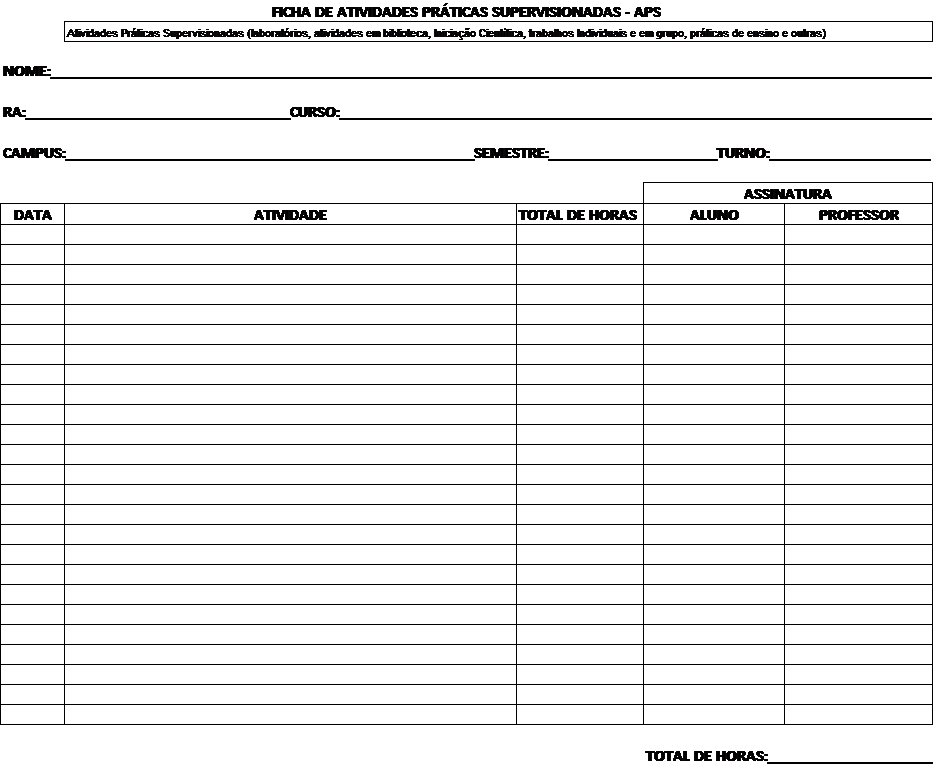 FICHA DE ATIVIDADES PRÁTICAS SUPERVISIONADAS - APS
Atividades Práticas Supervisionadas (laboratórios, atividades em biblioteca, Iniciação Científica, trabalhos Individuais e em grupo, práticas de ensino e outras)
NOME:
RA: CURSO:
CAMPUS: SEMESTRE: TURNO:
ASSINATURA
DATA ATIVIDADE TOTAL DE HORAS ALUNO PROFESSOR
TOTAL DE HORAS: